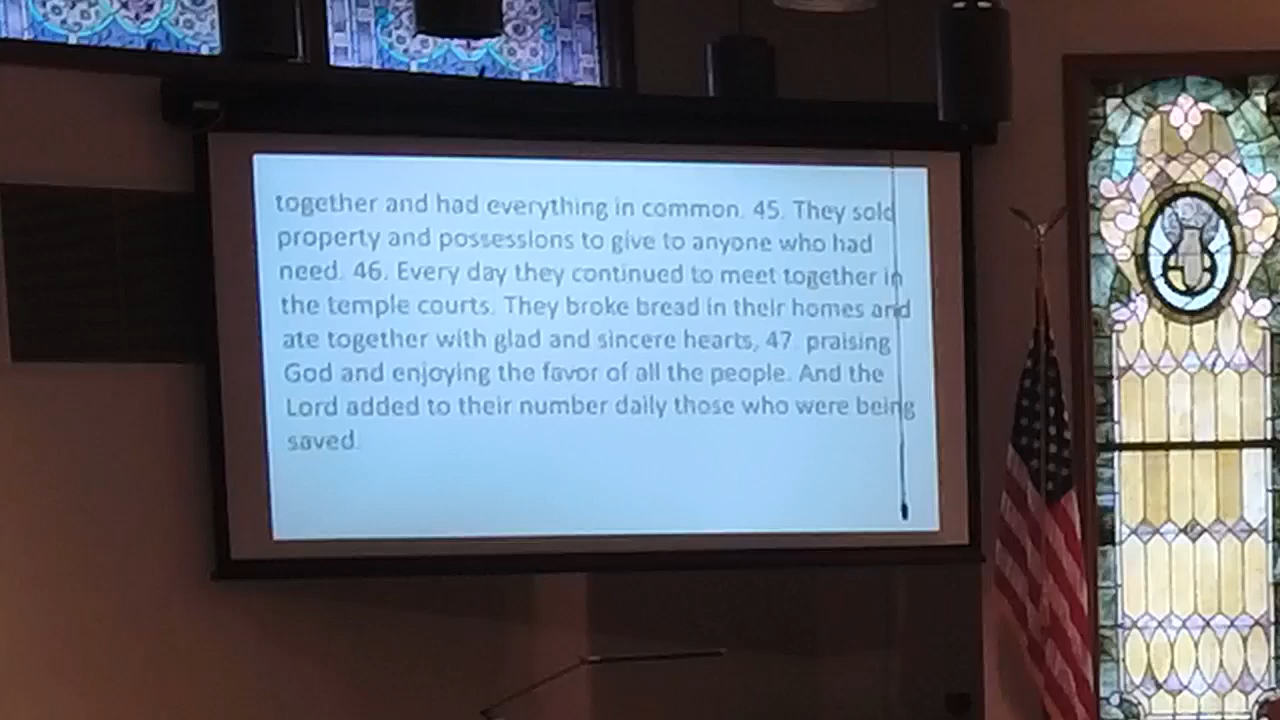 together and had everything in common. 45. They sold
property and possessions to give to anyone who had
need. 46. Every day they continued to meet together in
the temple courts. They broke bread in their homes and
ate together with glad and sincere hearts, 47. praising
God and enjoying the favor of all the people. And the
Lord added to their number daily those who were being
saved.